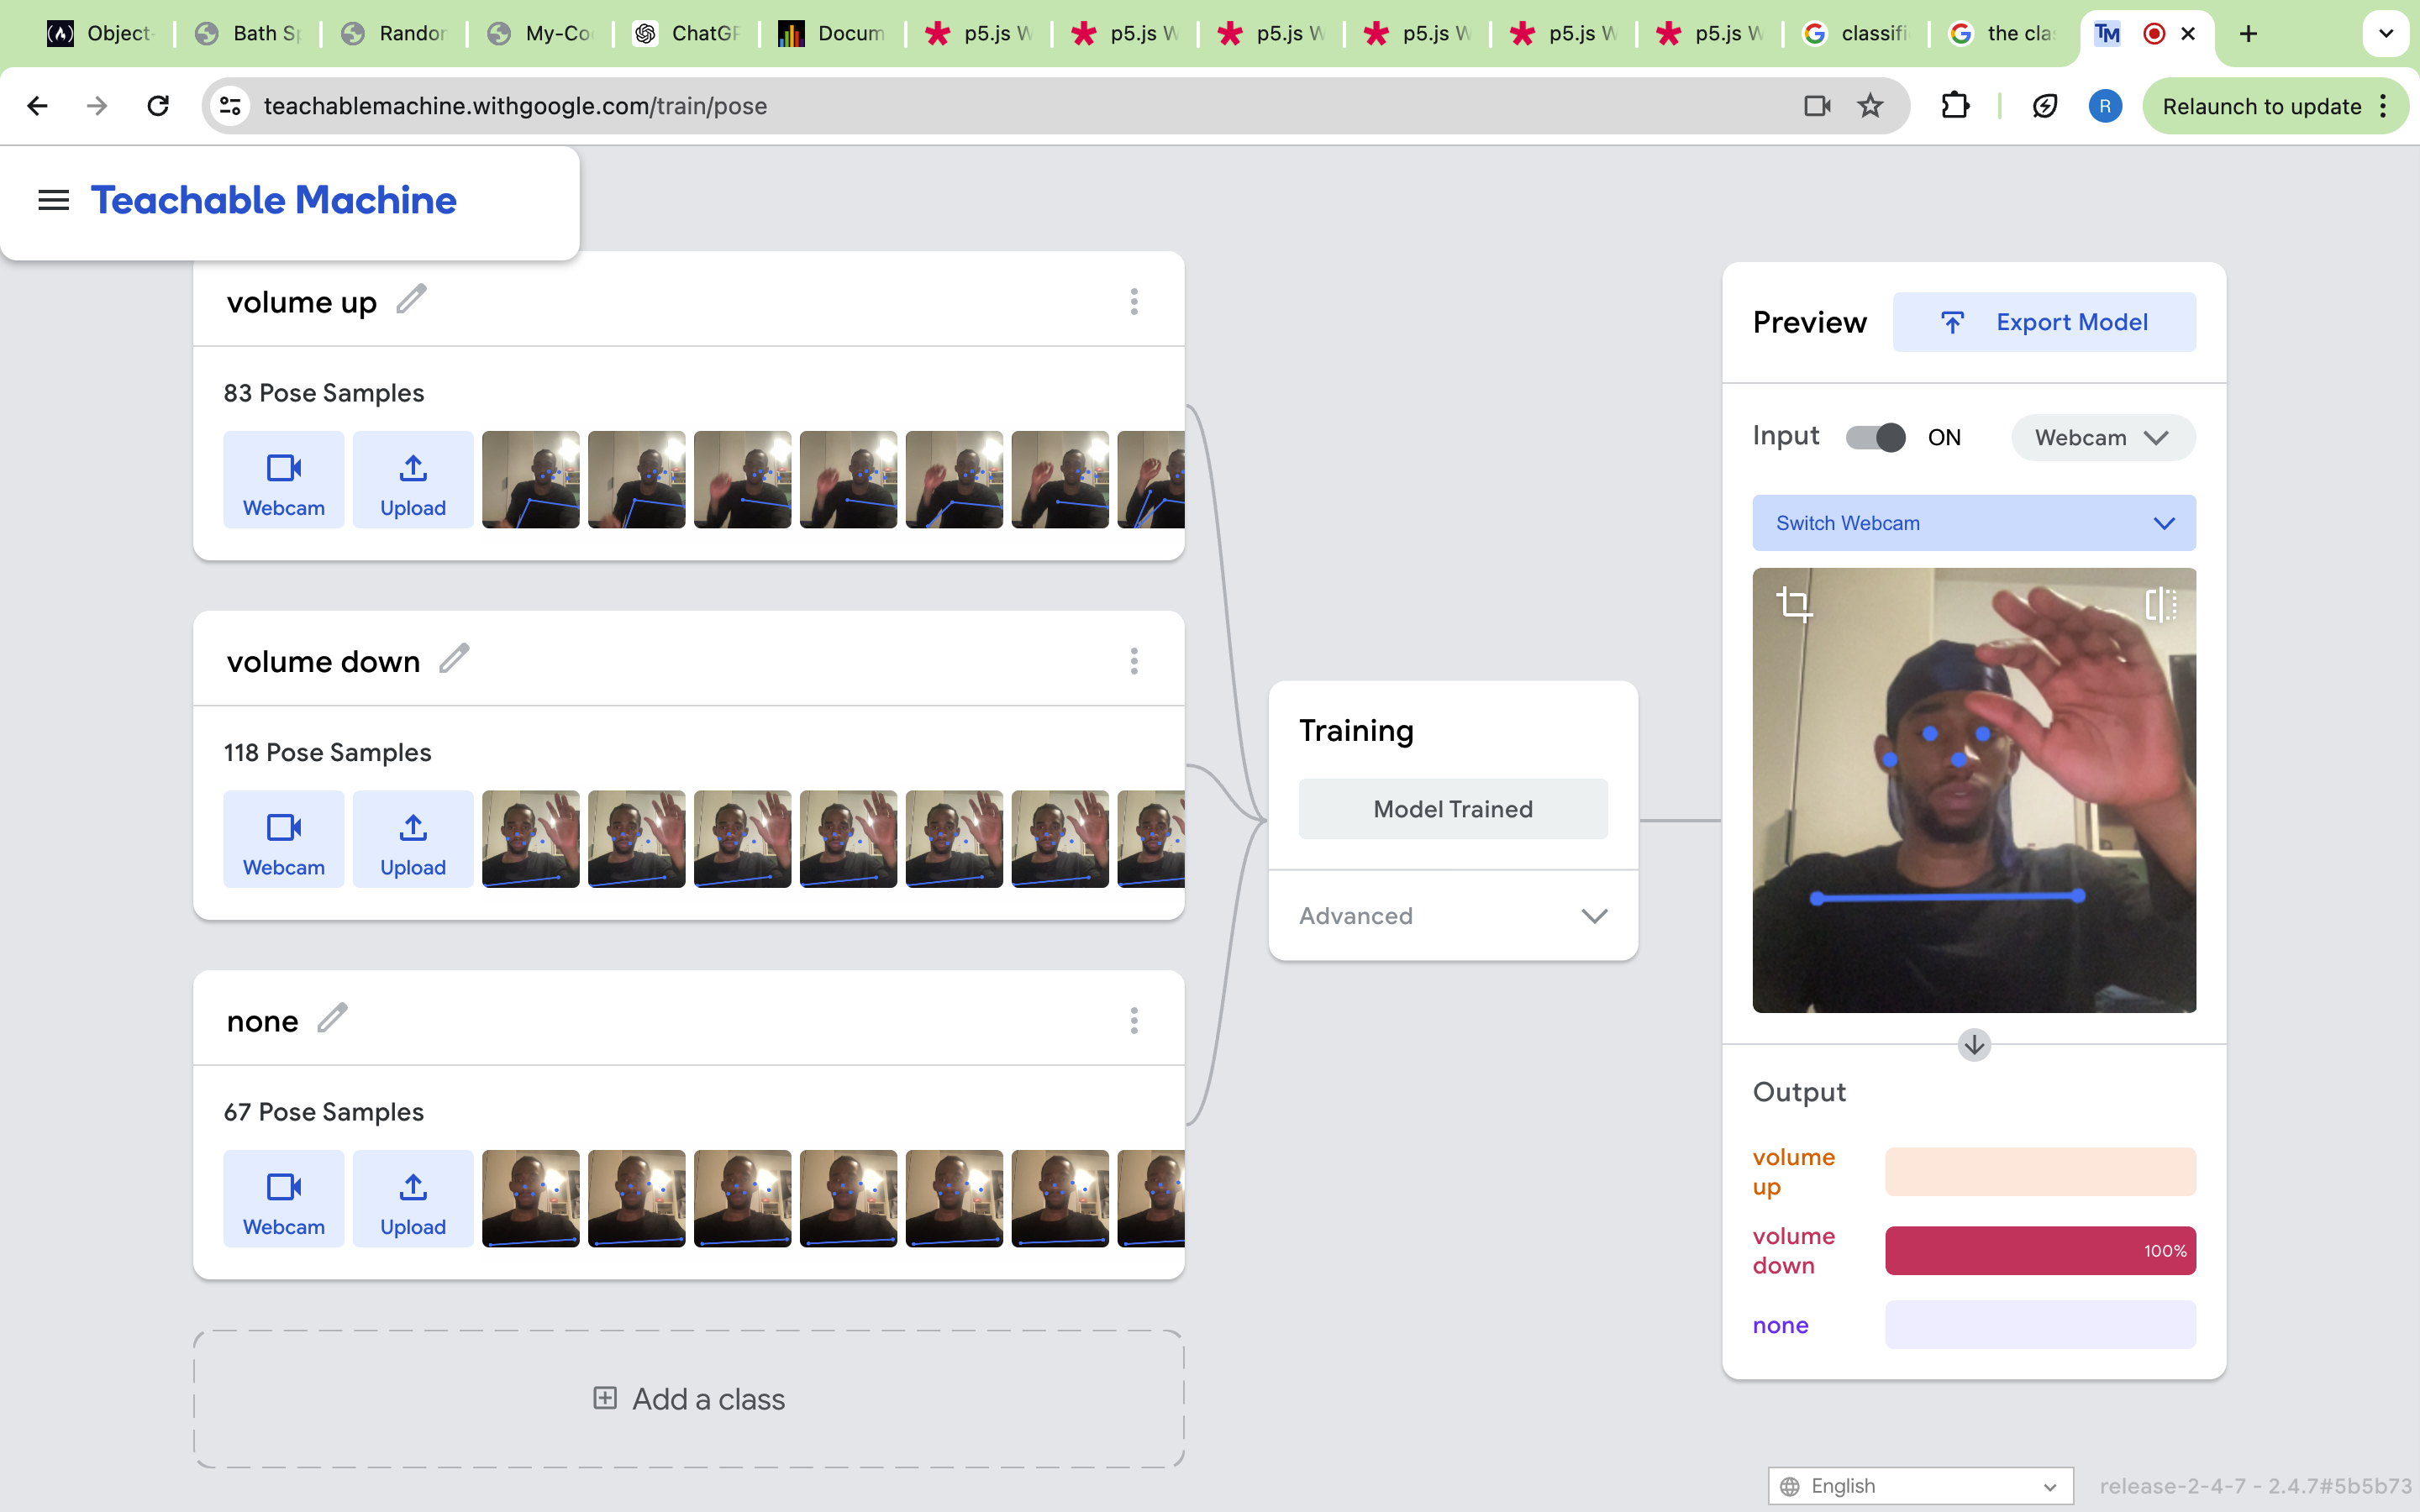 Object- Bath Sp Random My-Co ChatGP Docum p5.js W p5.js W p5.js W p5.js W p5.js W p5.js W classifi the cla TM
teachablemachine.withgoogle.com/train/pose R Relaunch to update
Teachable Machine
volume up
83 Pose Samples
Webcam Upload
volume down
118 Pose Samples
Webcam Upload
none
67 Pose Samples
Webcam Upload
Add a class
Training
Model Trained
Advanced
Preview Export Model
Input ON Webcam
Switch Webcam
Output
volume
up
volume
down 100%
none
English release-2-4-7 - 2.4.7#5b5b73